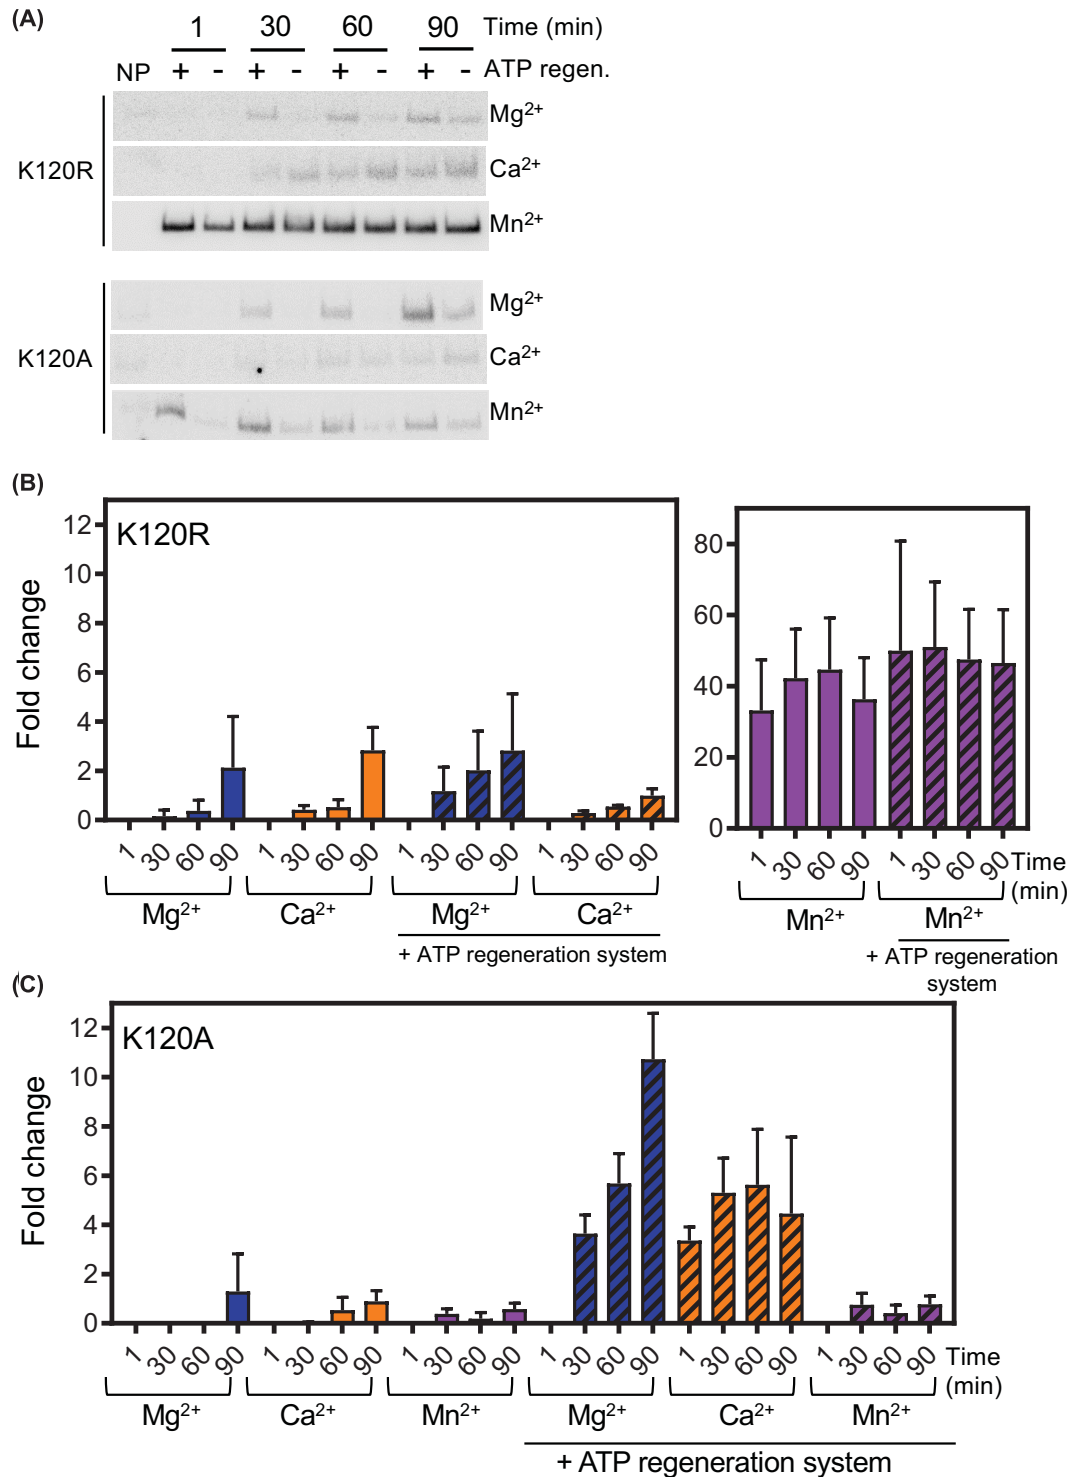 (A)
1 30 60 90 Time (min)
NP + - + - + - + - ATP regen.
K120R
Mg2+
Ca2+
Mn2+
K120A
Mg2+
Ca2+
Mn2+
(B)
K120R
Fold change
12
10
8
6
4
2
0
1 30 60 90 1 30 60 90 1 30 60 90 1 30 60 90
Mg2+ Ca2+ Mg2+ Ca2+
+ ATP regeneration system
80
60
40
20
0
1 30 60 90 1 30 60 90 Time
(min)
Mn2+ Mn2+
+ ATP regeneration
system
(C)
K120A
Fold change
12
10
8
6
4
2
0
1 30 60 90 1 30 60 90 1 30 60 90 1 30 60 90 1 30 60 90 1 30 60 90 Time
(min)
Mg2+ Ca2+ Mn2+ Mg2+ Ca2+ Mn2+
+ ATP regeneration system